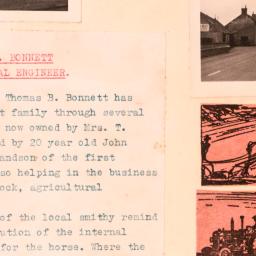 . BONNETT
AL ENGINEER.
Thomas B. Bonnett has
t family through several
now owned by Mrs. T.
d by 20 year old John
andson of the first
so helping in the business
ock, agricultural
of the local smithy remind
ution of the internal
for the horse. Where the